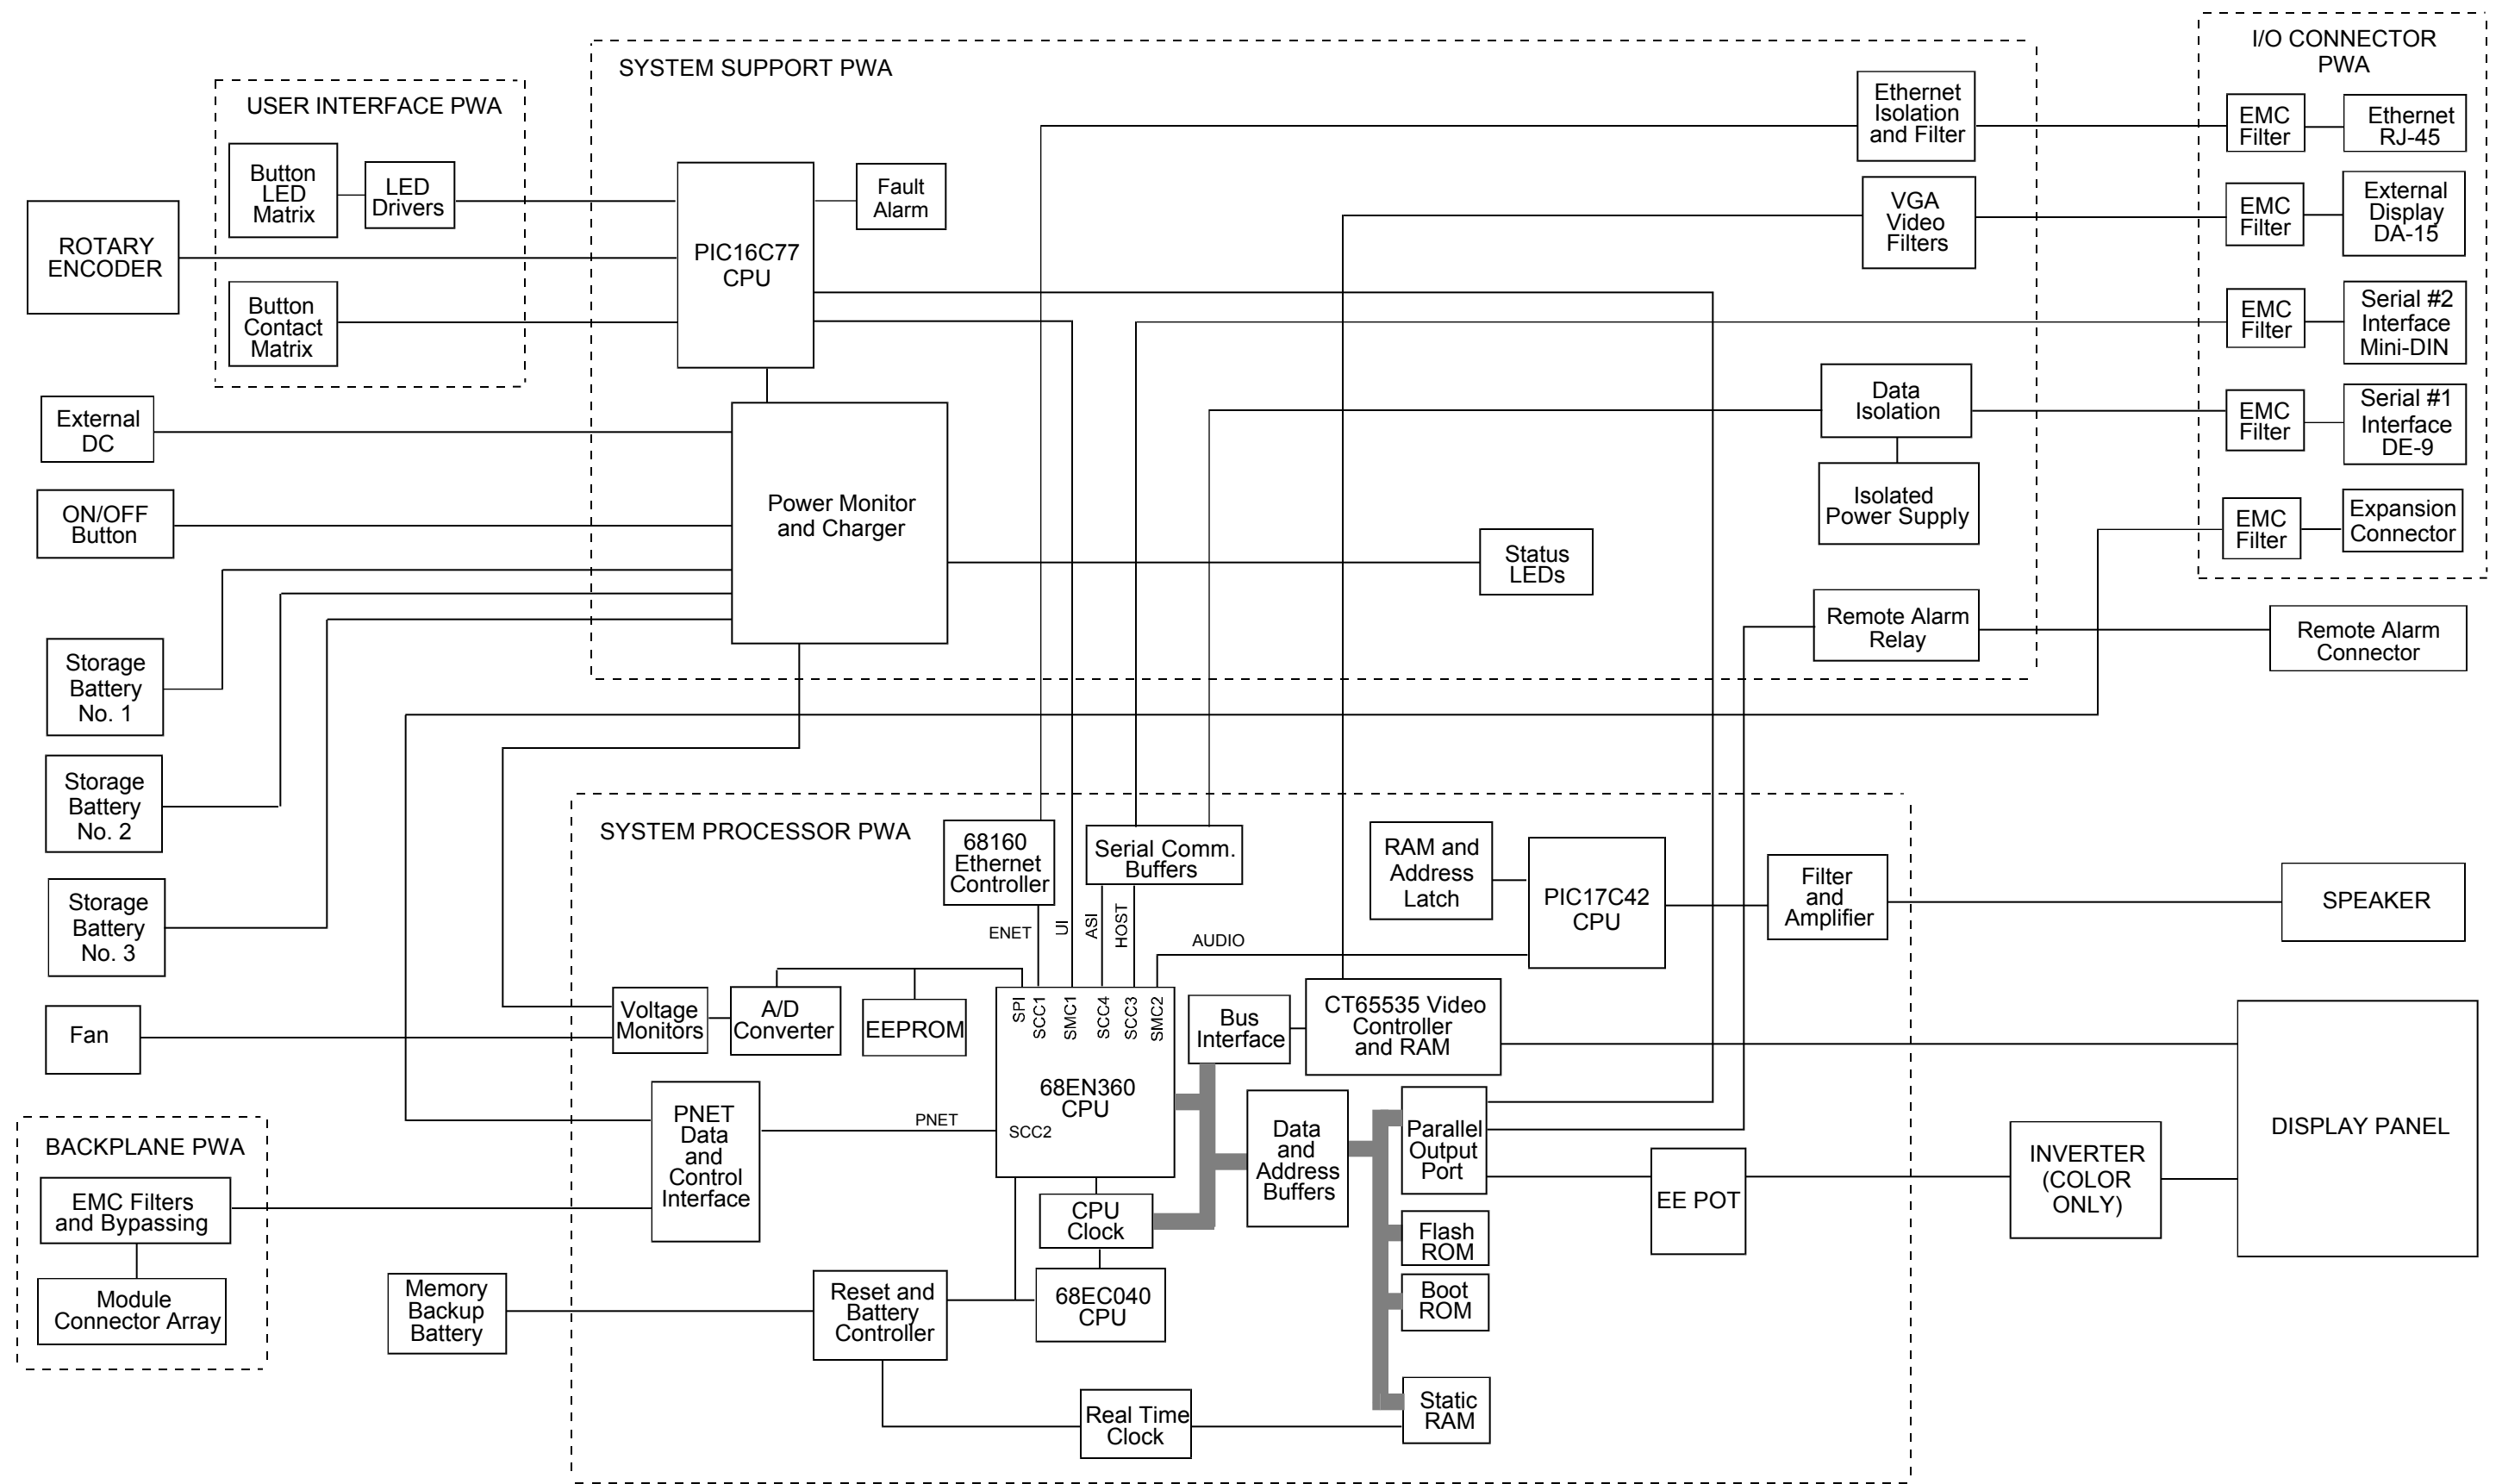 SYSTEM SUPPORT PWA
I/O CONNECTOR
PWA
USER INTERFACE PWA
Button
LED
Matrix
LED
Drivers
Button
Contact
Matrix
ROTARY
ENCODER
PIC16C77
CPU
Fault
Alarm
Ethernet
Isolation
and Filter
EMC
Filter
Ethernet
RJ-45
VGA
Video
Filters
EMC
Filter
External
Display
DA-15
EMC
Filter
Serial #2
Interface
Mini-DIN
Data
Isolation
EMC
Filter
Serial #1
Interface
DE-9
Isolated
Power Supply
EMC
Filter
Expansion
Connector
External
DC
ON/OFF
Button
Power Monitor
and Charger
Status
LEDs
Remote Alarm
Relay
Remote Alarm
Connector
Storage
Battery
No. 1
Storage
Battery
No. 2
Storage
Battery
No. 3
Fan
SYSTEM PROCESSOR PWA
68160
Ethernet
Controller
Serial Comm.
Buffers
RAM and
Address
Latch
PIC17C42
CPU
Filter
and
Amplifier
SPEAKER
ENET
UI
ASI
HOST
AUDIO
Voltage
Monitors
A/D
Converter
EEPROM
SPI
SCC1
SMC1
SCC4
SCC3
SMC2
68EN360
CPU
SCC2
PNET
Bus
Interface
CT65535 Video
Controller
and RAM
DISPLAY PANEL
PNET
Data
and
Control
Interface
Data
and
Address
Buffers
Parallel
Output
Port
EE POT
INVERTER
(COLOR
ONLY)
BACKPLANE PWA
EMC Filters
and Bypassing
Module
Connector Array
CPU
Clock
Flash
ROM
Memory
Backup
Battery
Reset and
Battery
Controller
68EC040
CPU
Boot
ROM
Real Time
Clock
Static
RAM